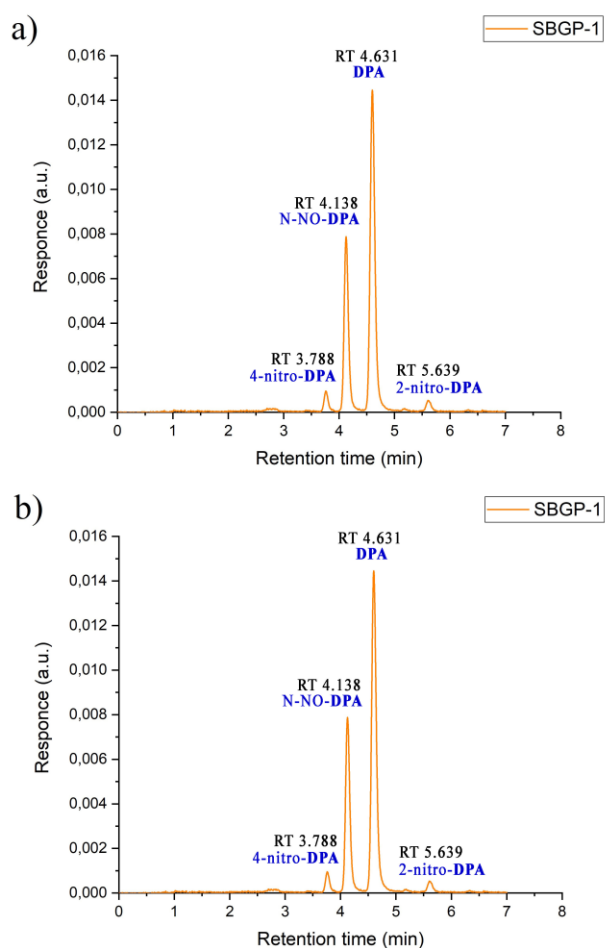 a)
SBGP-1
RT 4.631
DPA
RT 4.138
N-NO-DPA
RT 3.788
4-nitro-DPA
RT 5.639
2-nitro-DPA
Responce (a.u.)
0,016
0,014
0,012
0,010
0,008
0,006
0,004
0,002
0,000
0 1 2 3 4 5 6 7 8
Retention time (min)
b)
SBGP-1
RT 4.631
DPA
RT 4.138
N-NO-DPA
RT 3.788
4-nitro-DPA
RT 5.639
2-nitro-DPA
Responce (a.u.)
0,016
0,014
0,012
0,010
0,008
0,006
0,004
0,002
0,000
0 1 2 3 4 5 6 7 8
Retention time (min)